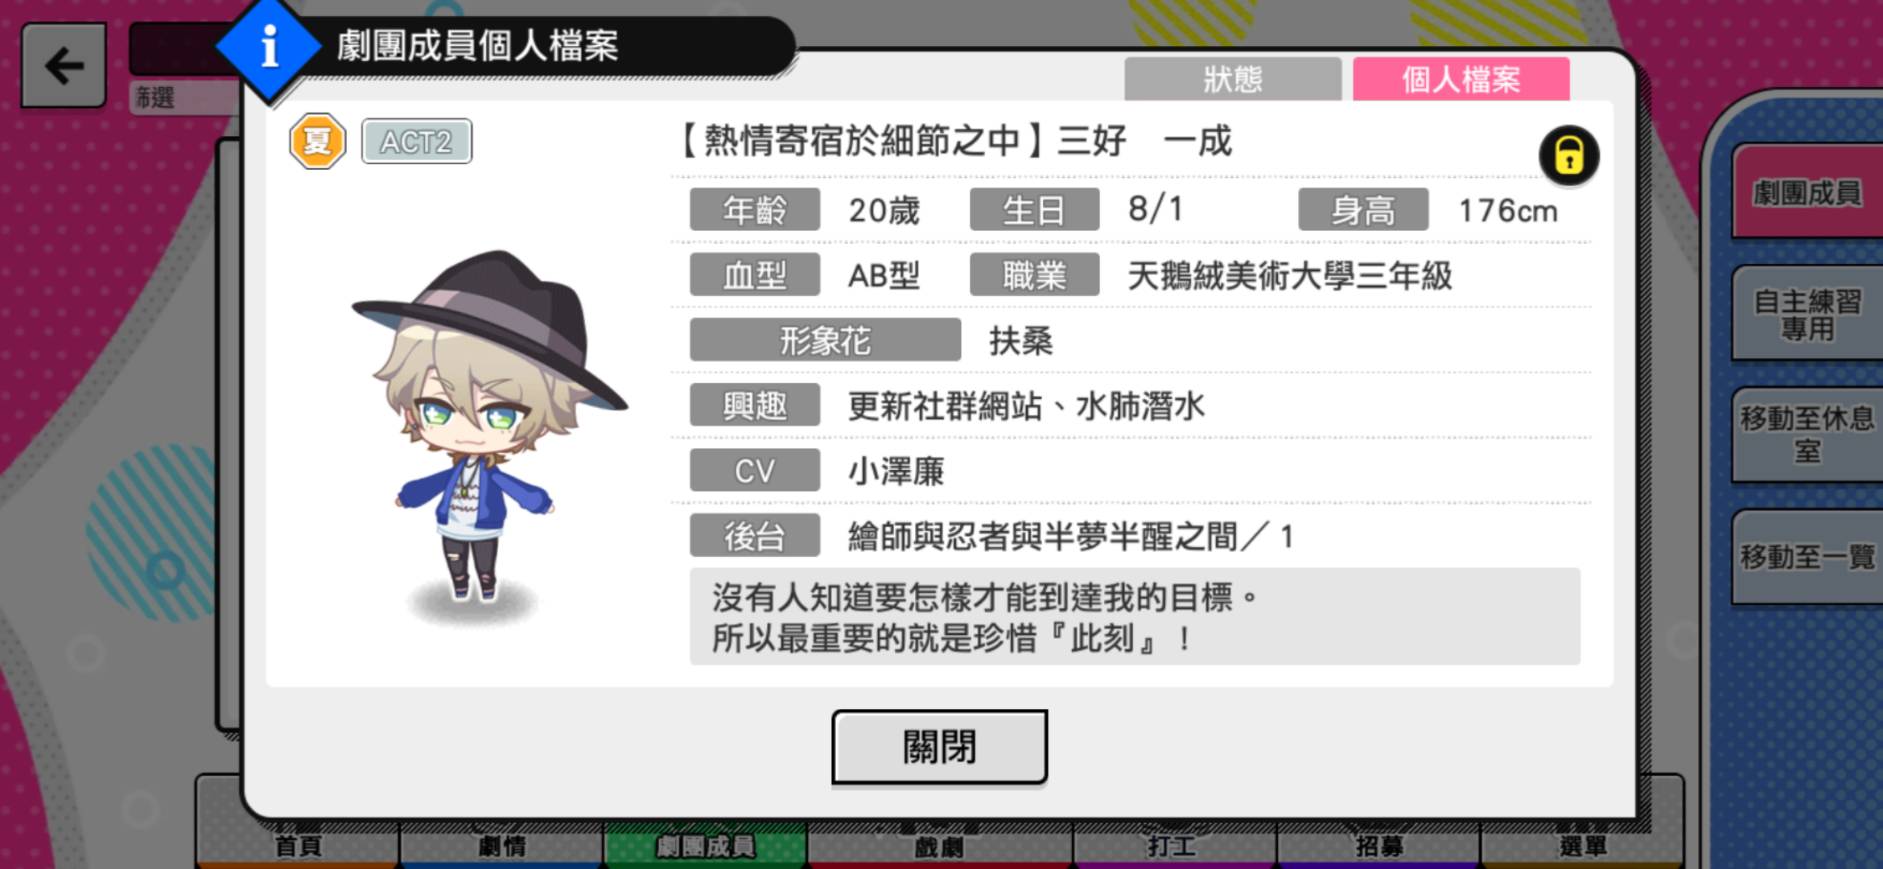 劇團成員個人檔案
篩選
狀態
個人檔案
夏
ACT2
【熱情寄宿於細節之中】三好　一成
年齡 20歲 生日 8/1 身高 176cm
血型 AB型 職業 天鵝絨美術大學三年級
形象花 扶桑
興趣 更新社群網站、水肺潛水
CV 小澤廉
後台 繪師與忍者與半夢半醒之間／1
沒有人知道要怎樣才能到達我的目標。
所以最重要的就是珍惜『此刻』！
關閉
劇團成員
自主練習
專用
移動至休息
室
移動至一覽
首頁
劇情
劇團成員
戲劇
打工
招募
選單